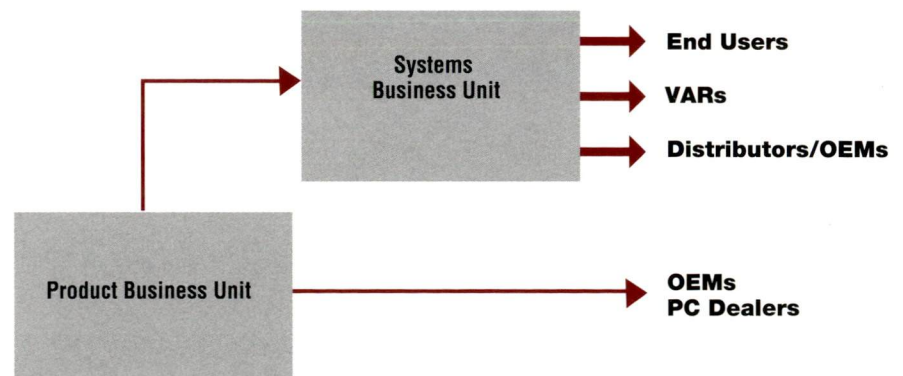 Systems
Business Unit
End Users
VARs
Distributors/OEMs
Product Business Unit
OEMs
PC Dealers